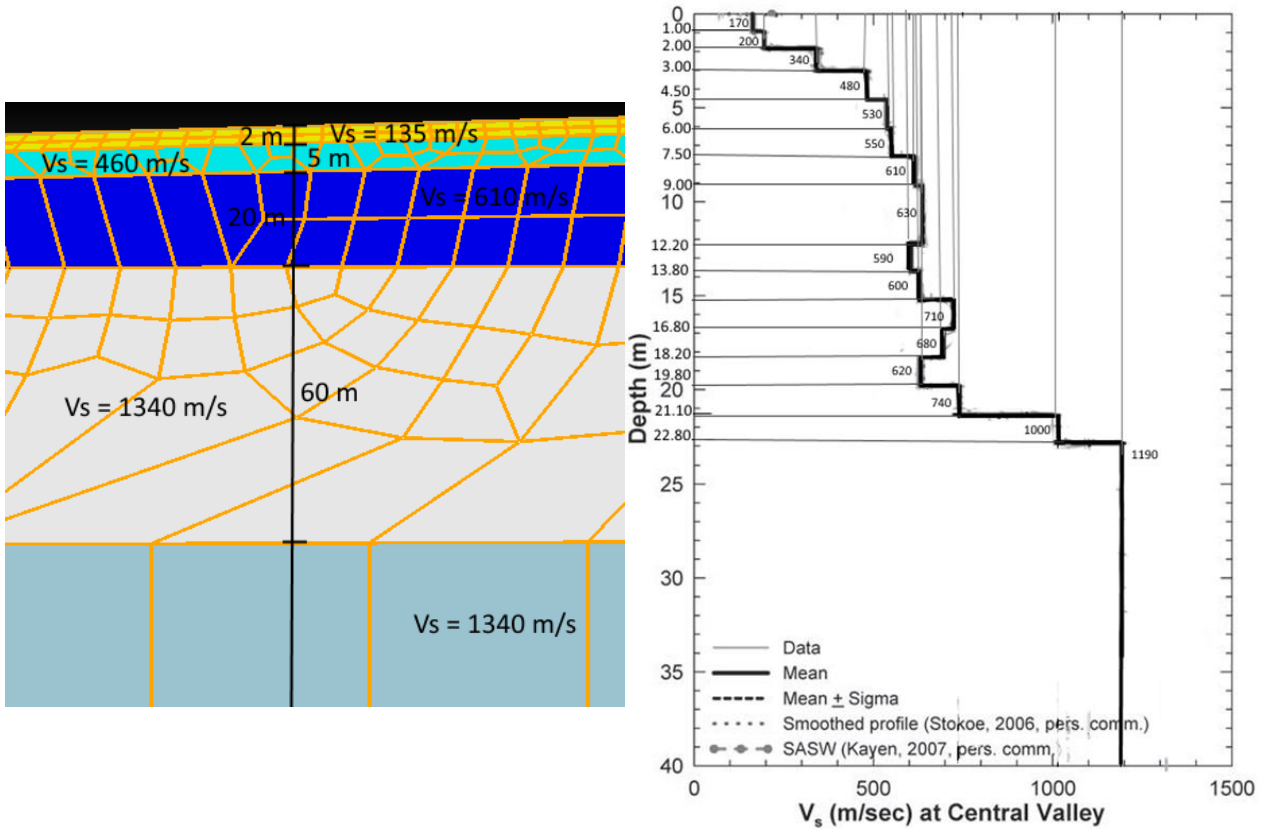 2 m
Vs = 135 m/s
Vs = 460 m/s
5 m
Vs = 610 m/s
20 m
60 m
Vs = 1340 m/s
Vs = 1340 m/s
Depth (m)
0
1.00
2.00
3.00
4.50
5
6.00
7.50
9.00
10
12.20
13.80
15
16.80
18.20
19.80
20
21.10
22.80
25
30
35
40
170
200
340
480
530
550
610
630
590
600
710
680
620
740
1000
1190
Data
Mean
Mean ± Sigma
Smoothed profile (Stokoe, 2006, pers. comm.)
SASW (Kayen, 2007, pers. comm,)
0 500 1000 1500
Vs (m/sec) at Central Valley